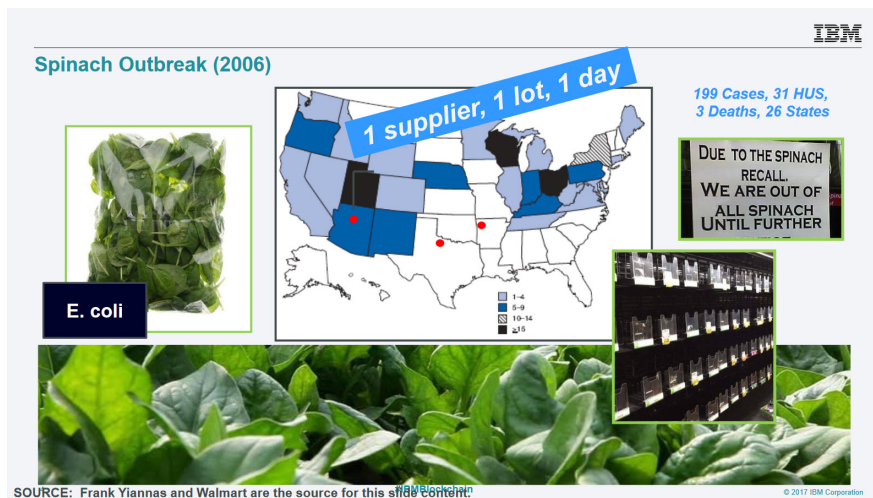 IBM
Spinach Outbreak (2006)
1 supplier, 1 lot, 1 day
199 Cases, 31 HUS,
3 Deaths, 26 States
DUE TO THE SPINACH
RECALL.
WE ARE OUT OF
ALL SPINACH
UNTIL FURTHER
E. coli
1–4
5–9
10–14
≥15
#IBMBlockchain
SOURCE: Frank Yiannas and Walmart are the source for this slide content.
© 2017 IBM Corporation